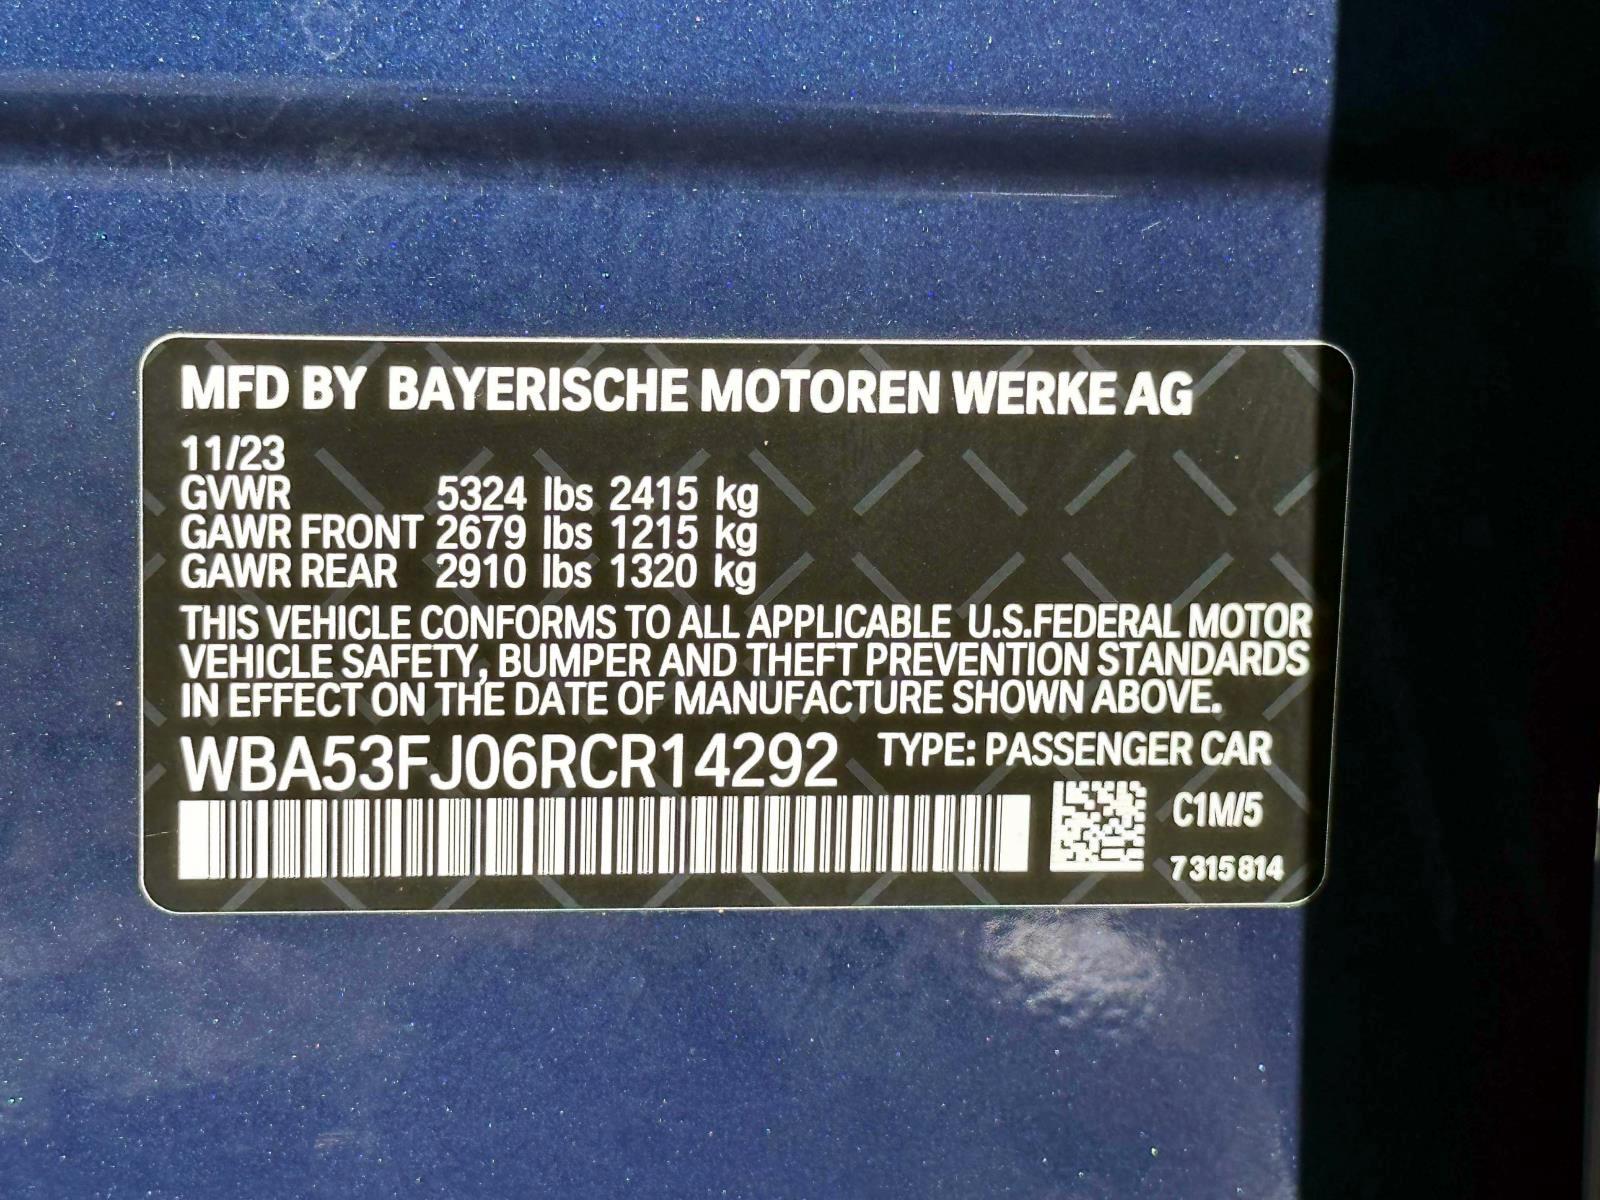 MFD BY BAYERISCHE MOTOREN WERKE AG
11/23
GVWR 5324 lbs 2415 kg
GAWR FRONT 2679 lbs 1215 kg
GAWR REAR 2910 lbs 1320 kg
THIS VEHICLE CONFORMS TO ALL APPLICABLE U.S.FEDERAL MOTOR
VEHICLE SAFETY, BUMPER AND THEFT PREVENTION STANDARDS
IN EFFECT ON THE DATE OF MANUFACTURE SHOWN ABOVE.
WBA53FJ06RCR14292 TYPE: PASSENGER CAR
C1M/5
7315814